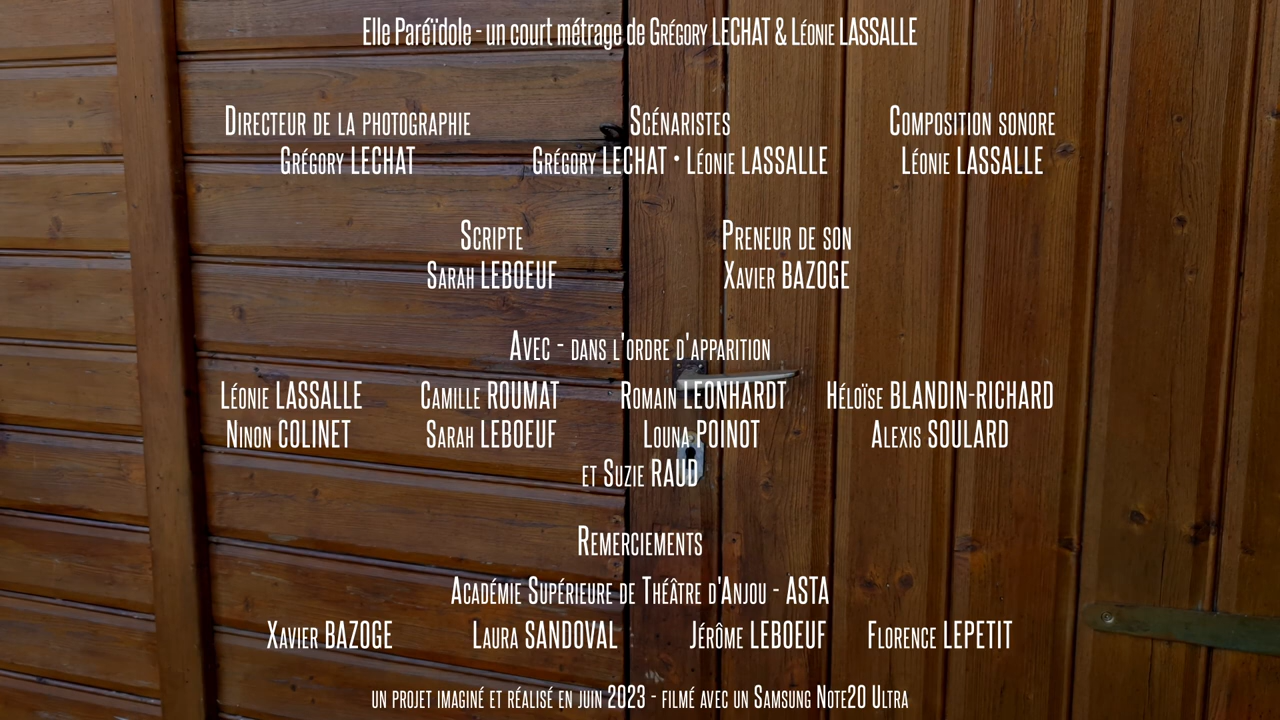 Elle Paréïdole - un court métrage de Grégory LECHAT & Léonie LASSALLE
Directeur de la photographie
Grégory LECHAT
Scénaristes
Grégory LECHAT • Léonie LASSALLE
Composition sonore
Léonie LASSALLE
Scripte
Sarah LEBOEUF
Preneur de son
Xavier BAZOGE
Avec - dans l'ordre d'apparition
Léonie LASSALLE Camille ROUMAT Romain LEONHARDT Héloïse BLANDIN-RICHARD
Ninon COLINET Sarah LEBOEUF Louna POINOT Alexis SOULARD
et Suzie RAUD
Remerciements
Académie Supérieure de Théâtre d'Anjou - ASTA
Xavier BAZOGE Laura SANDOVAL Jérôme LEBOEUF Florence LEPETIT
un projet imaginé et réalisé en juin 2023 - filmé avec un Samsung Note20 Ultra